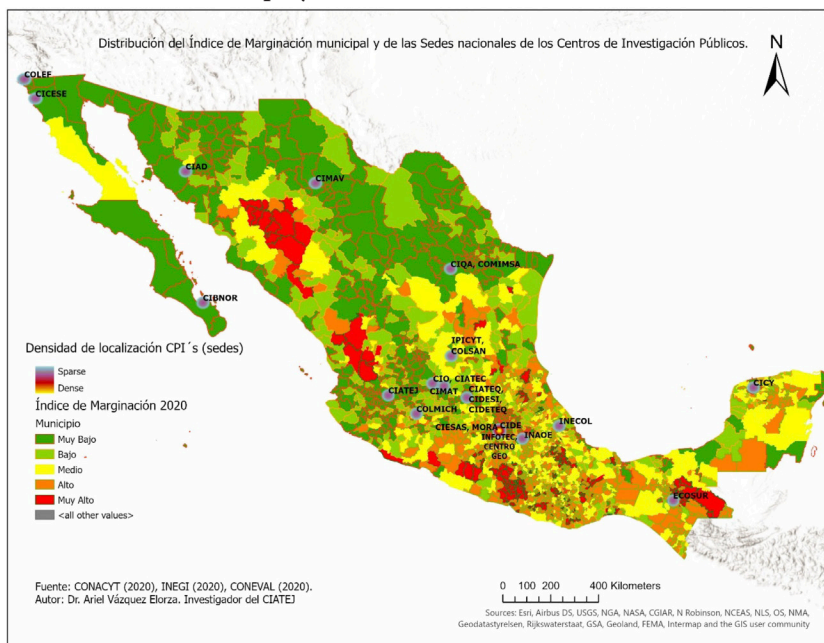 Distribución del Índice de Marginación municipal y de las Sedes nacionales de los Centros de Investigación Públicos.
N
COLEF
CICESE
CIAD
CIMAV
CIQA, COMIMSA
CIBNOR
IPICYT,
COLSAN
CIO, CIATEC
CIMAT
CIATEQ,
CIDESI,
CIDETEQ
CIATEJ
COLMICH
CIESAS, MORA
CIDE
INFOTEC,
CENTRO
GEO
INAOE
INECOL
CICY
ECOSUR
Densidad de localización CPI´s (sedes)
Sparse
Dense
Índice de Marginación 2020
Municipio
Muy Bajo
Bajo
Medio
Alto
Muy Alto
<all other values>
Fuente: CONACYT (2020), INEGI (2020), CONEVAL (2020).
Autor: Dr. Ariel Vázquez Elorza. Investigador del CIATEJ
0 100 200 400 Kilometers
Sources: Esri, Airbus DS, USGS, NGA, NASA, CGIAR, N Robinson, NCEAS, NLS, OS, NMA,
Geodatastyrelsen, Rijkswaterstaat, GSA, Geoland, FEMA, Intermap and the GIS user community